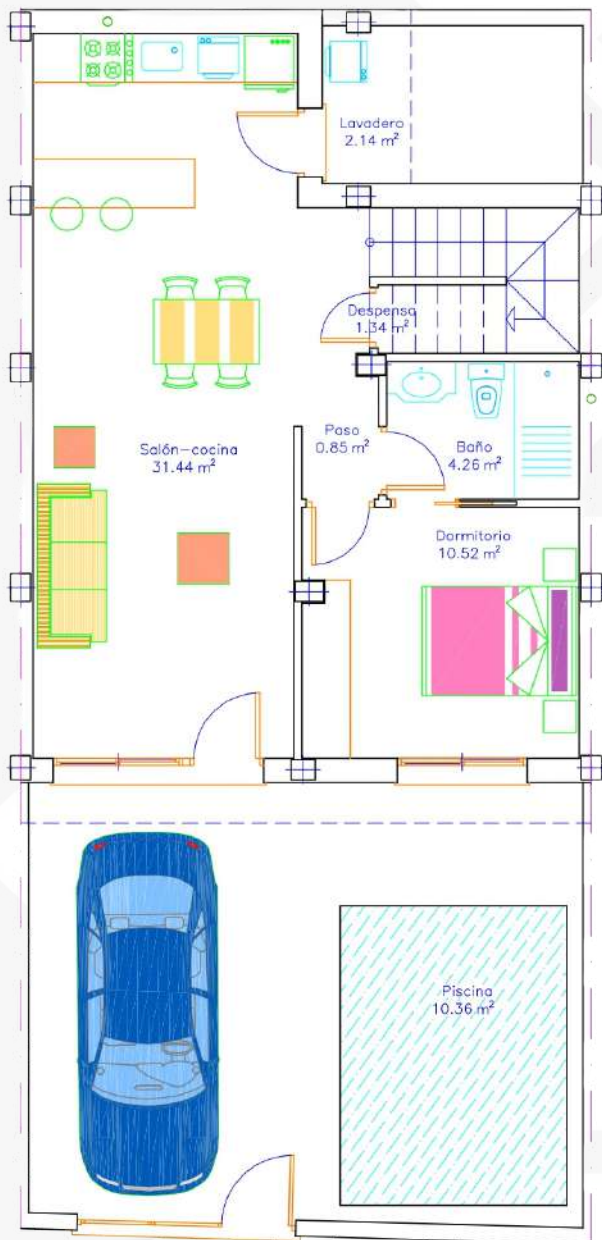 Lavadero
2.14 m²
Despensa
1.34 m²
Salón-cocina
31.44 m²
Paso
0.85 m²
Baño
4.26 m²
Dormitorio
10.52 m²
Piscina
10.36 m²